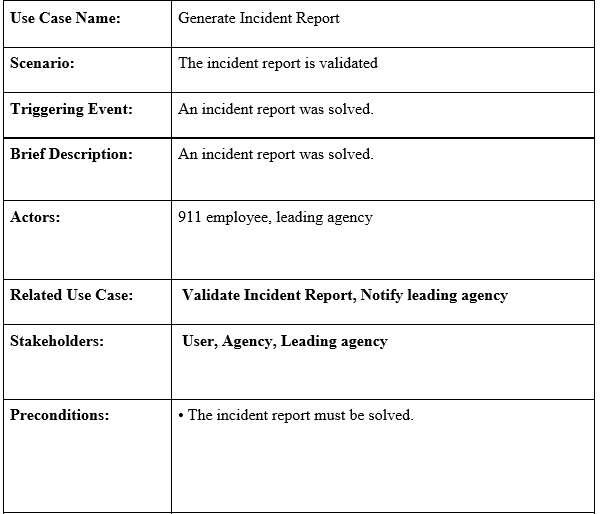 Use Case Name: Generate Incident Report
Scenario: The incident report is validated
Triggering Event: An incident report was solved.
Brief Description: An incident report was solved.
Actors: 911 employee, leading agency
Related Use Case: Validate Incident Report, Notify leading agency
Stakeholders: User, Agency, Leading agency
Preconditions: • The incident report must be solved.